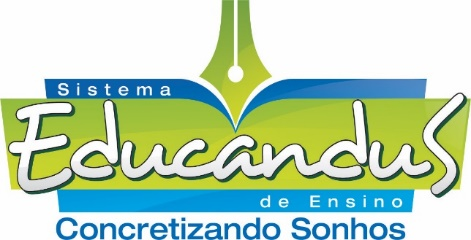 Sistema
EducanduS
de Ensino
Concretizando Sonhos